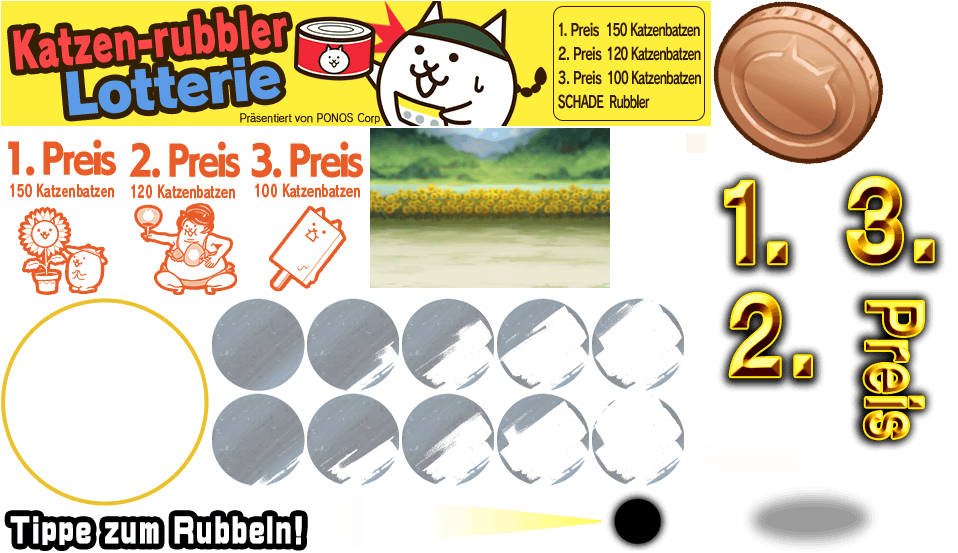 Katzen-rubbler
Lotterie
Präsentiert von PONOS Corp
1. Preis 150 Katzenbatzen
2. Preis 120 Katzenbatzen
3. Preis 100 Katzenbatzen
SCHADE Rubbler
1. Preis
150 Katzenbatzen
2. Preis
120 Katzenbatzen
3. Preis
100 Katzenbatzen
1.
3.
2.
Preis
Tippe zum Rubbeln!